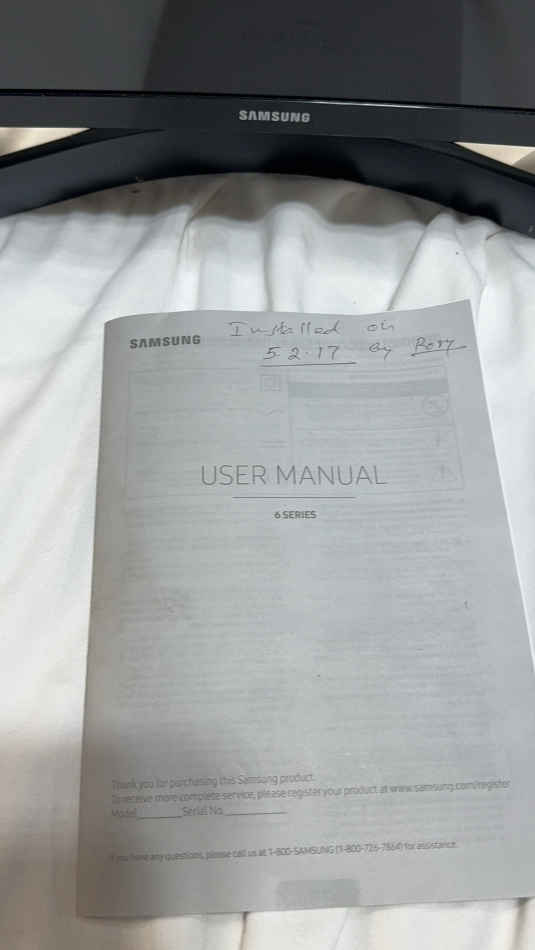 SAMSUNG
Installed on
SAMSUNG
5.2.17 By Rory
USER MANUAL
6 SERIES
Thank you for purchasing this Samsung product.
To receive more complete service, please register your product at www.samsung.com/register
Model Serial No.
If you have any questions, please call us at 1-800-SAMSUNG (1-800-726-7864) for assistance.